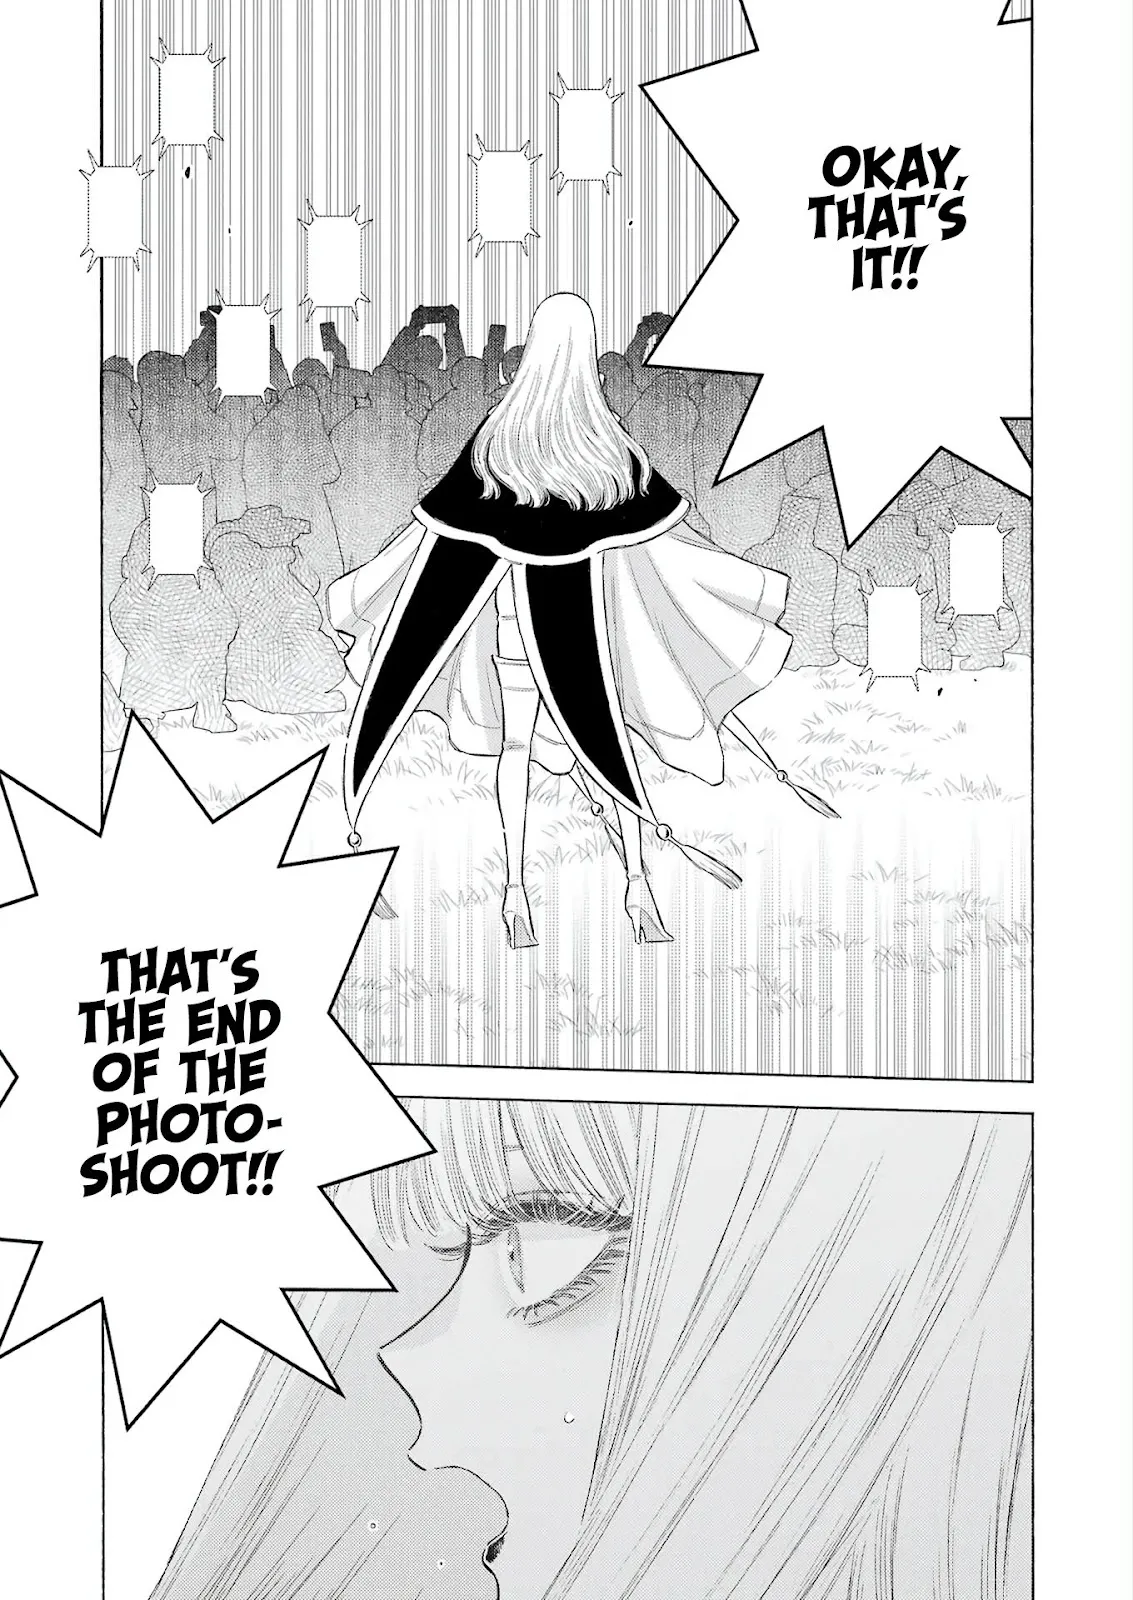 OKAY,
THAT'S
IT!!
THAT'S
THE END
OF THE
PHOTO-
SHOOT!!